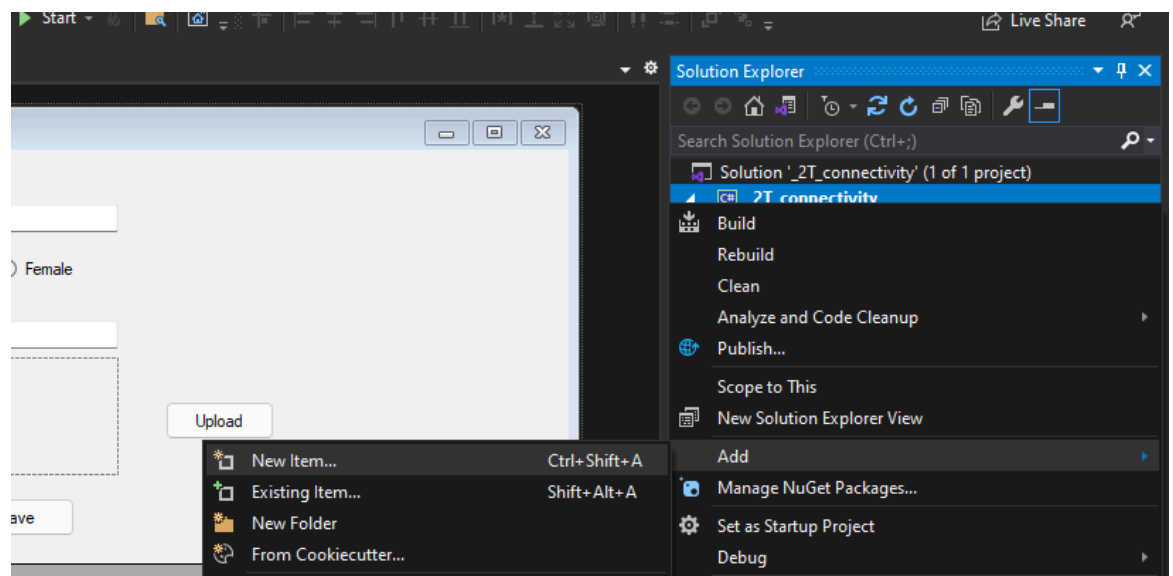 Start
Live Share
Solution Explorer
Search Solution Explorer (Ctrl+;)
Solution '_2T_connectivity' (1 of 1 project)
C# _2T_connectivity
Build
Rebuild
Female
Clean
Analyze and Code Cleanup
Publish...
Scope to This
Upload
New Solution Explorer View
New Item... Ctrl+Shift+A
Add
Existing Item... Shift+Alt+A
Manage NuGet Packages...
ave
New Folder
Set as Startup Project
From Cookiecutter...
Debug